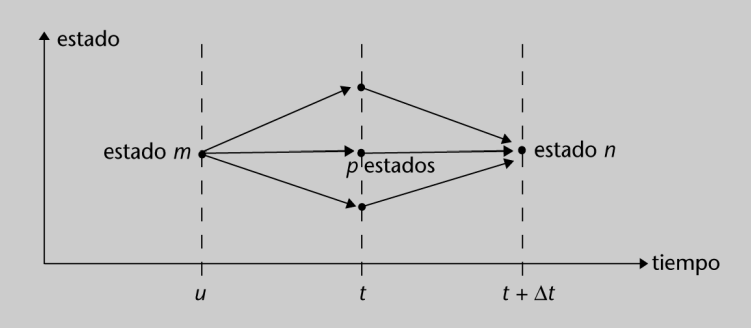 estado
estado m
estado n
p estados
tiempo
u
t
t + Δt